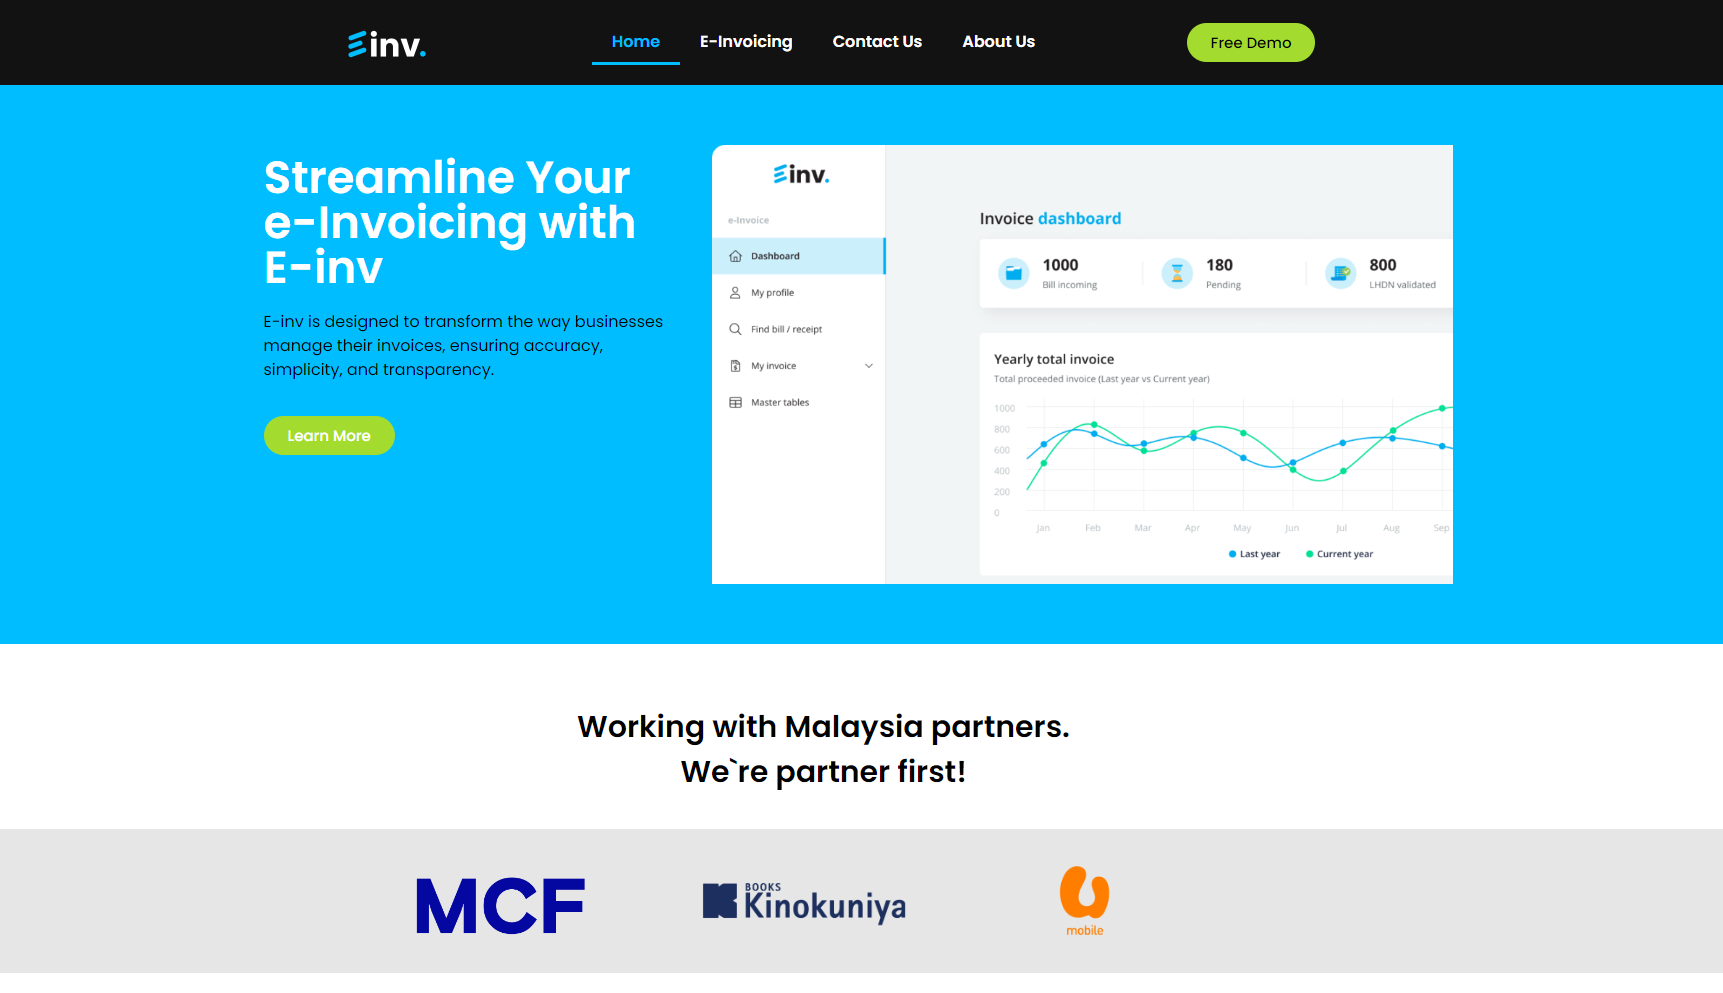 Einv.
Home E-Invoicing Contact Us About Us
Free Demo
Streamline Your
e-Invoicing with
E-inv
E-inv is designed to transform the way businesses
manage their invoices, ensuring accuracy,
simplicity, and transparency.
Learn More
Einv.
e-Invoice
Dashboard
My profile
Find bill / receipt
My invoice
Master tables
Invoice dashboard
1000
Bill incoming
180
Pending
800
LHDN validated
Yearly total invoice
Total proceeded invoice (Last year vs Current year)
1000
800
600
400
200
0
Jan Feb Mar Apr May Jun Jul Aug Sep
Last year Current year
Working with Malaysia partners.
We`re partner first!
MCF
BOOKS
Kinokuniya
mobile